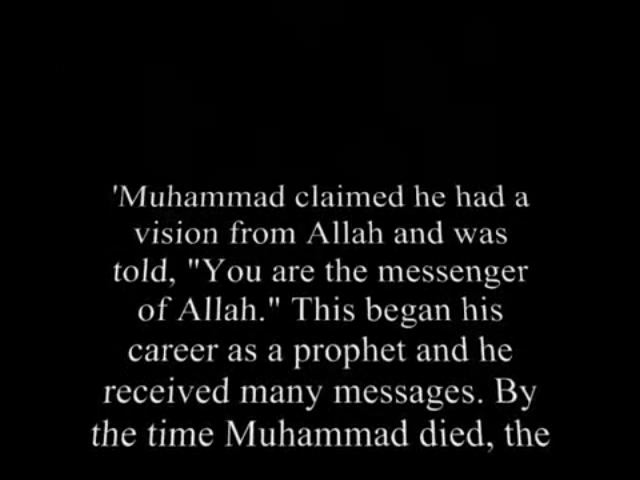 'Muhammad claimed he had a
vision from Allah and was
told, "You are the messenger
of Allah." This began his
career as a prophet and he
received many messages. By
the time Muhammad died, the